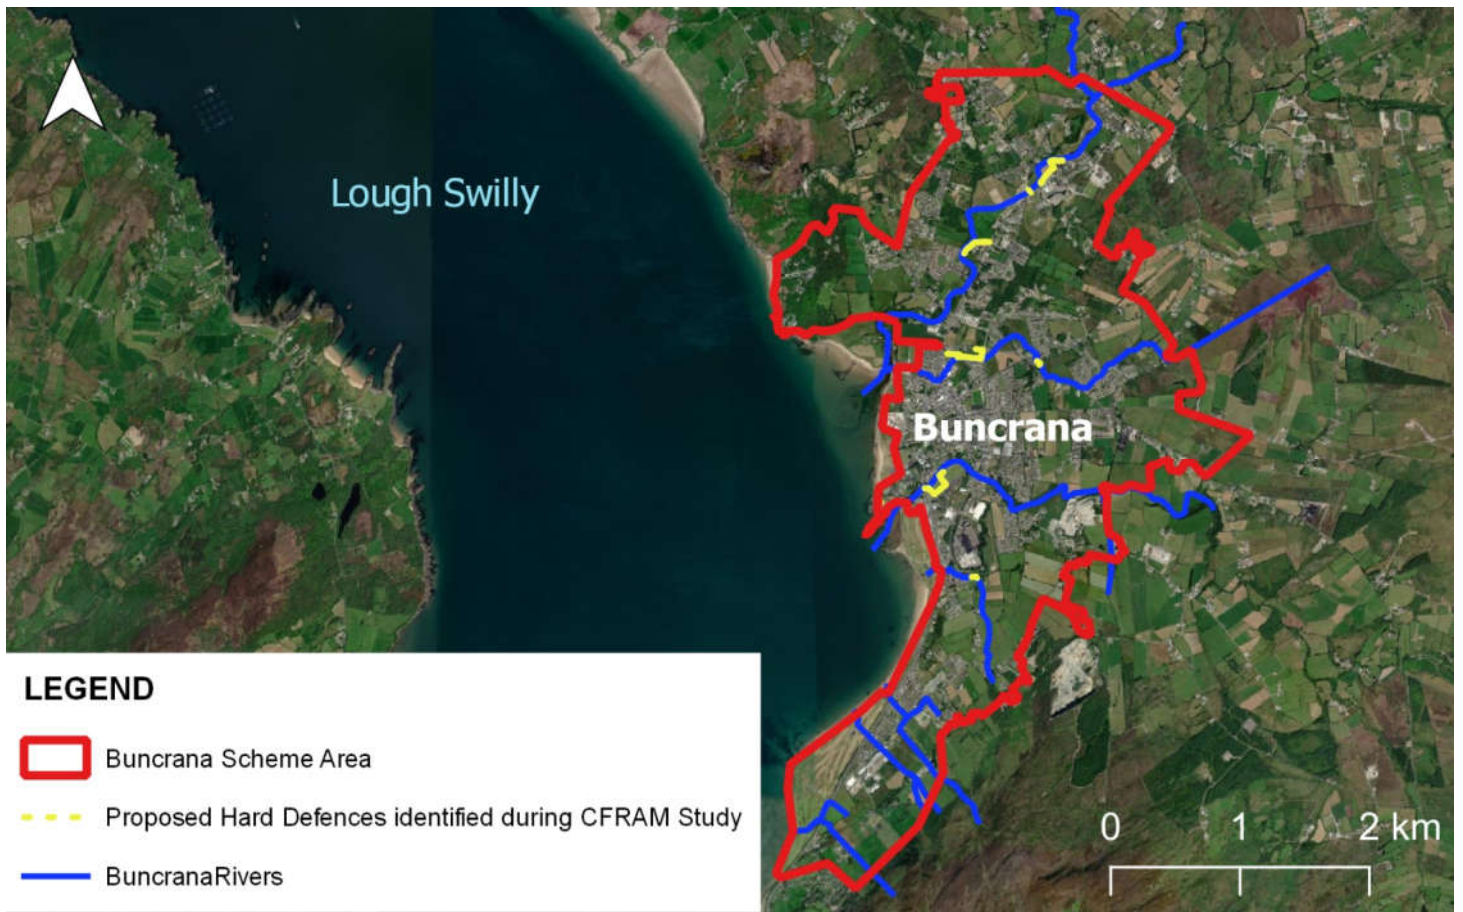 Lough Swilly
Buncrana
LEGEND
Buncrana Scheme Area
Proposed Hard Defences identified during CFRAM Study
BuncranaRivers
0 1 2 km